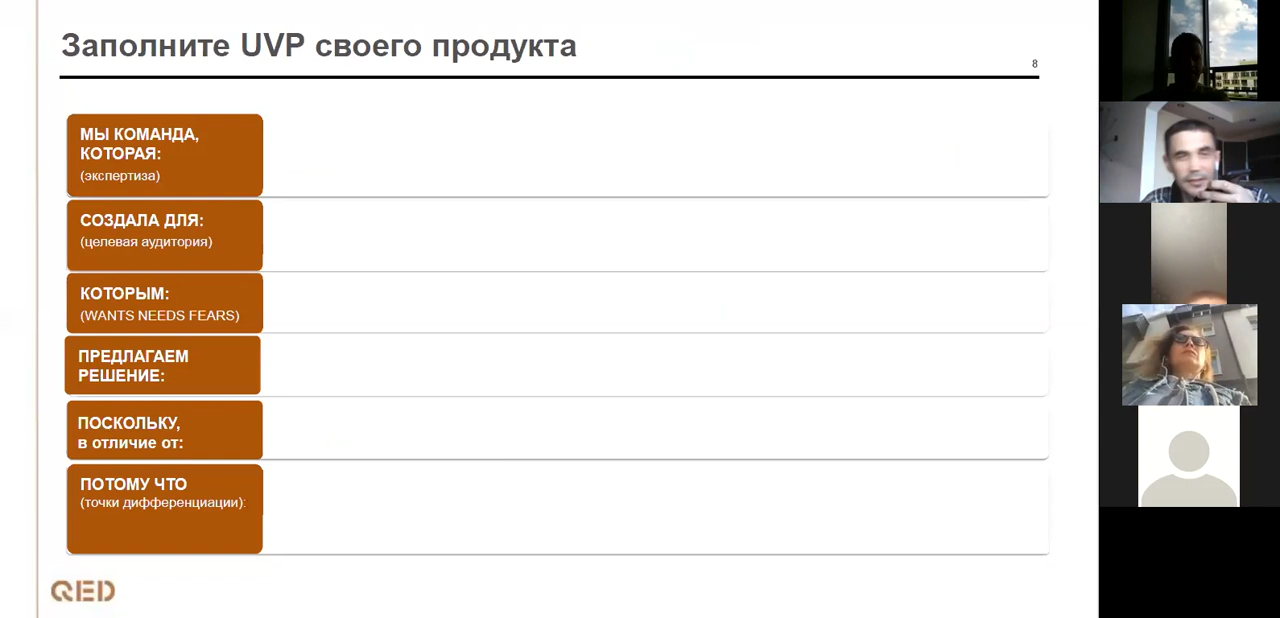 Заполните UVP своего продукта
8
МЫ КОМАНДА,
КОТОРАЯ:
(экспертиза)
СОЗДАЛА ДЛЯ:
(целевая аудитория)
КОТОРЫМ:
(WANTS NEEDS FEARS)
ПРЕДЛАГАЕМ
РЕШЕНИЕ:
ПОСКОЛЬКУ,
в отличие от:
ПОТОМУ ЧТО
(точки дифференциации):
QED